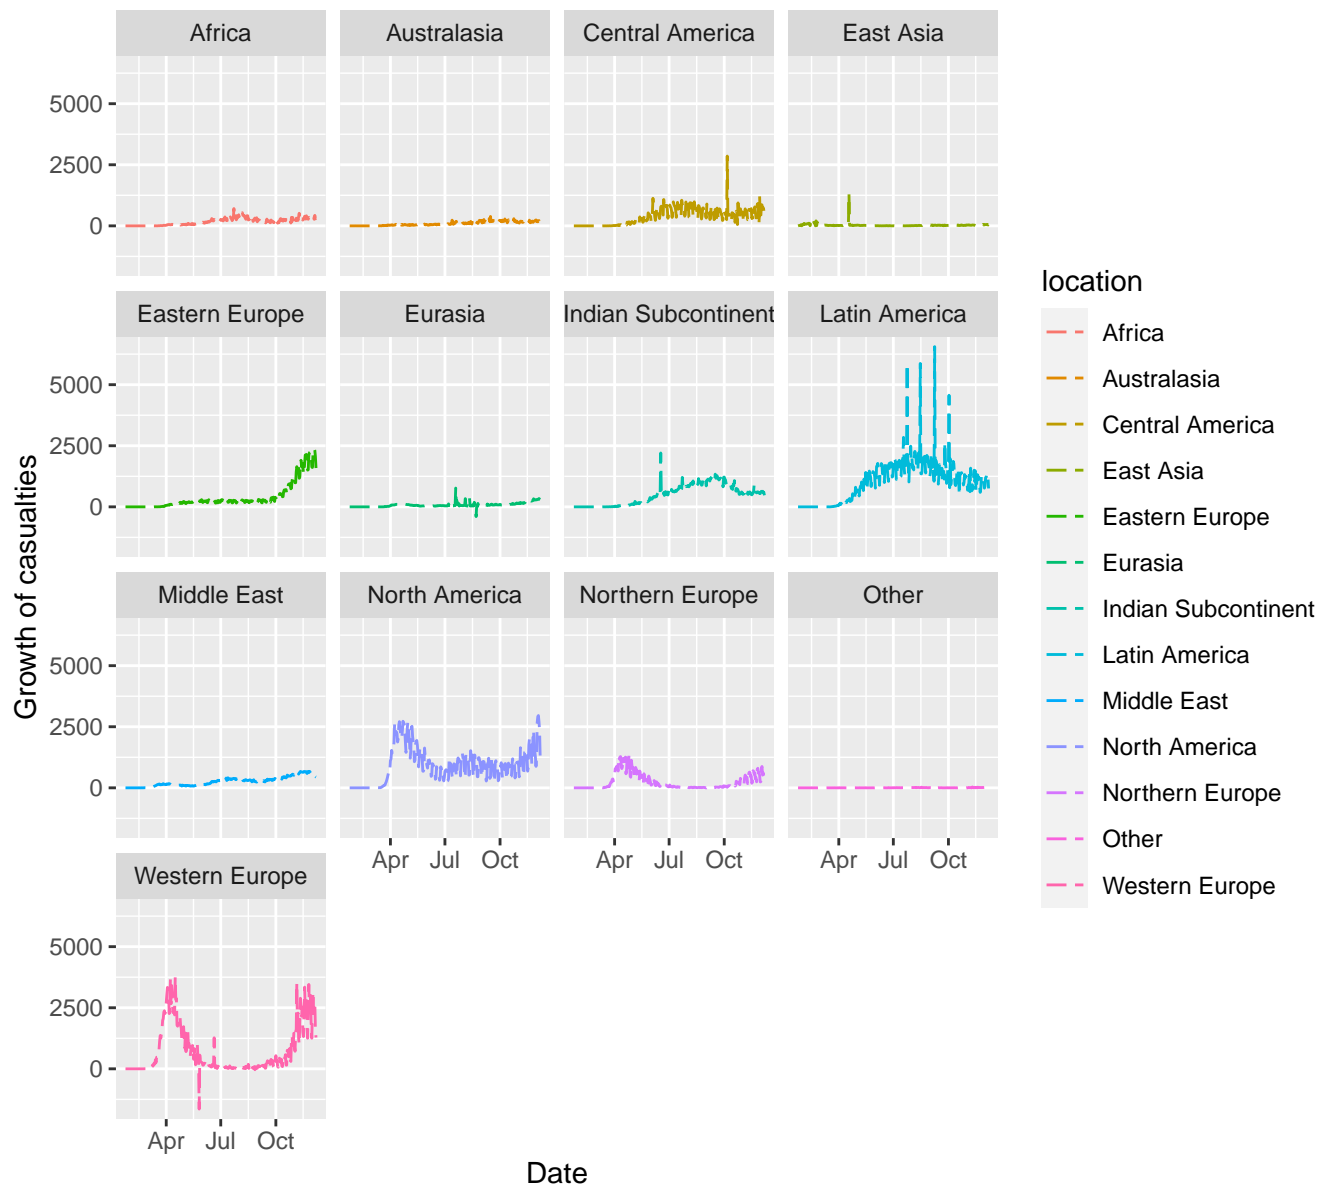 Africa
Australasia
Central America
East Asia
5000
2500
0
Eastern Europe
Eurasia
Indian Subcontinent
Latin America
5000
2500
0
Middle East
North America
Northern Europe
Other
5000
2500
0
Apr Jul Oct
Apr Jul Oct
Apr Jul Oct
Western Europe
5000
2500
0
Apr Jul Oct
Date
Growth of casualties
location
Africa
Australasia
Central America
East Asia
Eastern Europe
Eurasia
Indian Subcontinent
Latin America
Middle East
North America
Northern Europe
Other
Western Europe